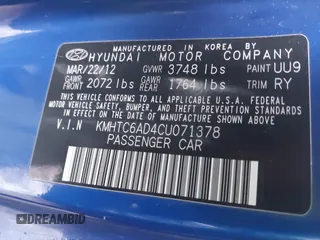 MANUFACTURED IN KOREA BY
HYUNDAI MOTOR COMPANY
MAR/22/12 GVWR 3748 lbs PAINT UU9
GAWR FRONT 2072 lbs GAWR REAR 1764 lbs TRIM RY
THIS VEHICLE CONFORMS TO ALL APPLICABLE
FEDERAL MOTOR VEHICLE SAFETY, BUMPER, AND
THEFT PREVENTION STANDARDS IN EFFECT ON
THE DATE OF MANUFACTURE SHOWN ABOVE.
V.I.N KMHTC6AD4CU071378
PASSENGER CAR
DREAMBID